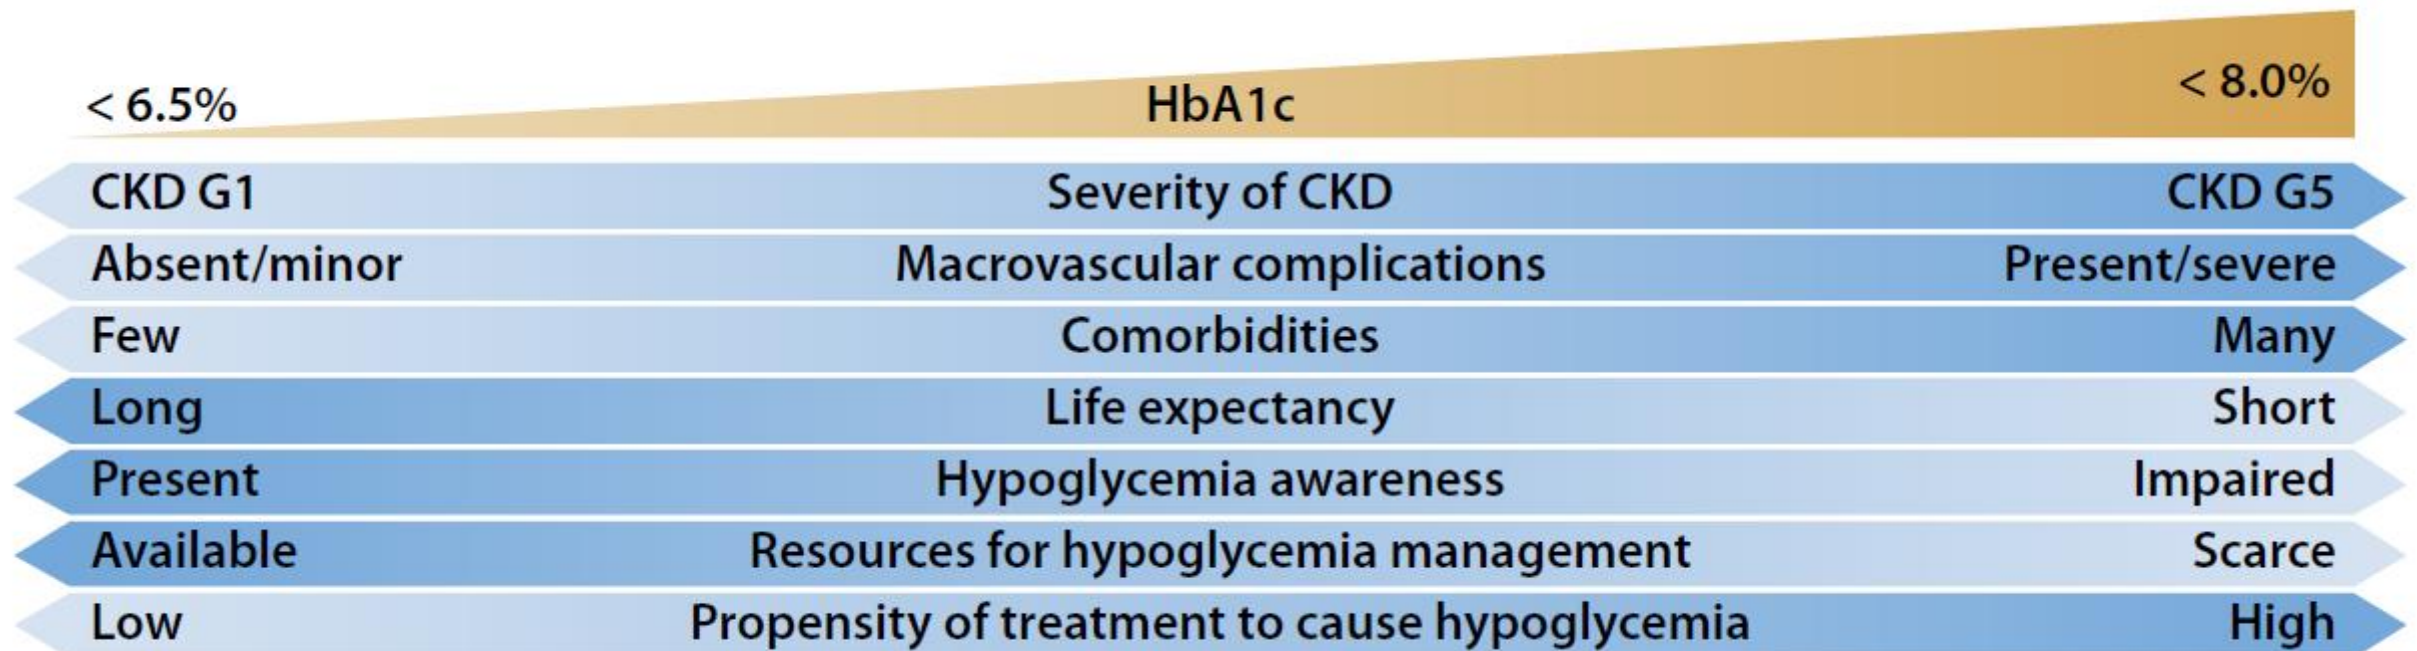 < 6.5% HbA1c < 8.0%
CKD G1 Severity of CKD CKD G5
Absent/minor Macrovascular complications Present/severe
Few Comorbidities Many
Long Life expectancy Short
Present Hypoglycemia awareness Impaired
Available Resources for hypoglycemia management Scarce
Low Propensity of treatment to cause hypoglycemia High